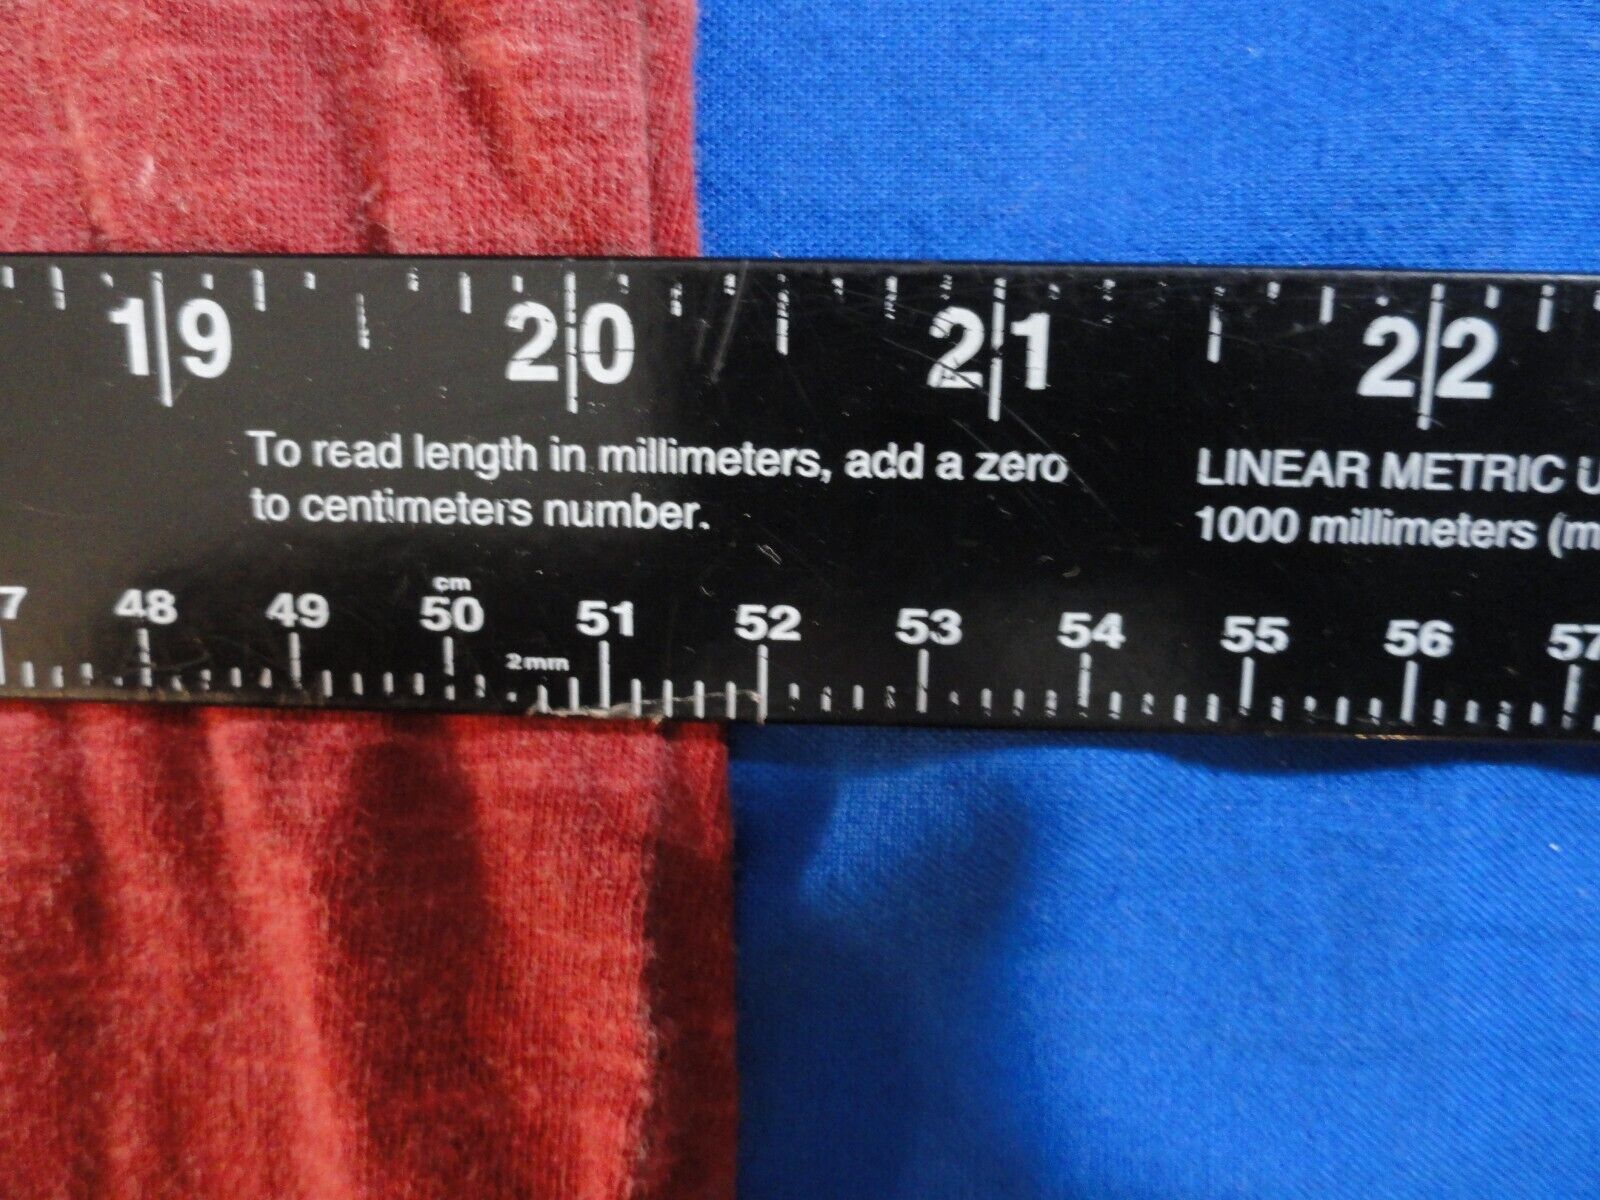 19 20 21 22
To read length in millimeters, add a zero
to centimeters number.
LINEAR METRIC
1000 millimeters
cm
48 49 50 51 52 53 54 55 56 57
2mm